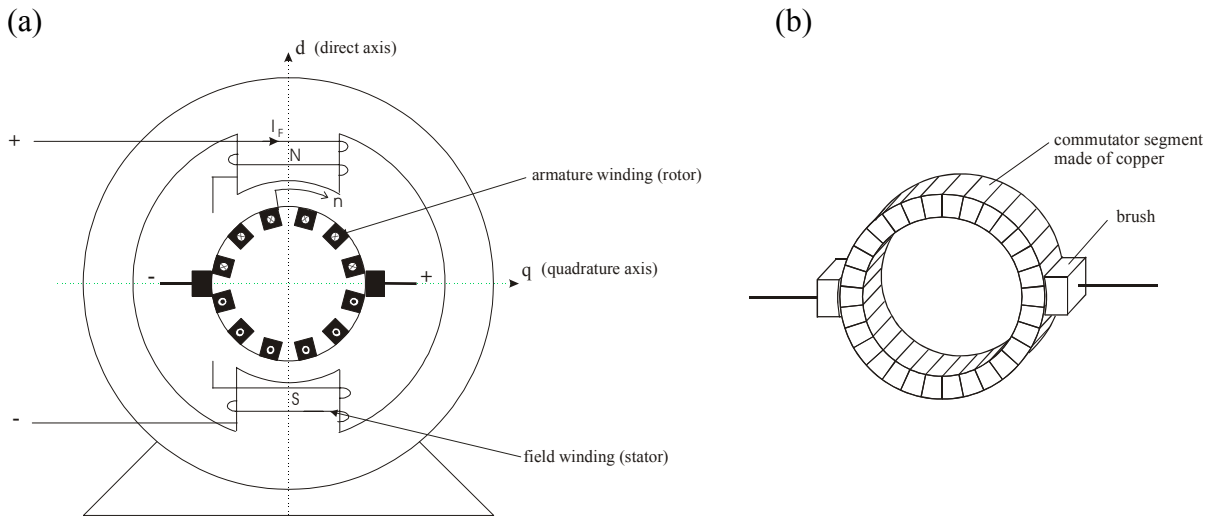 (a)
d (direct axis)
+
I_F
N
armature winding (rotor)
n
-
+
q (quadrature axis)
S
-
field winding (stator)
(b)
commutator segment
made of copper
brush